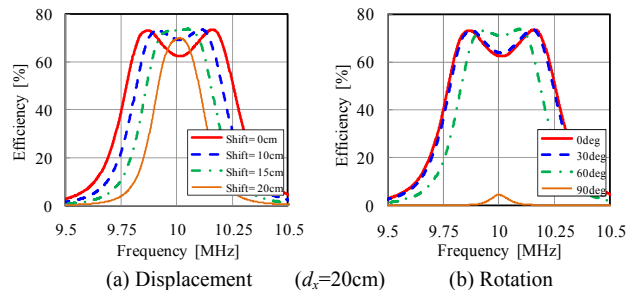 80
60
40
20
0
Efficiency [%]
Shift= 0cm
Shift= 10cm
Shift= 15cm
Shift= 20cm
9.5 9.75 10 10.25 10.5
Frequency [MHz]
(a) Displacement
(dx=20cm)
80
60
40
20
0
Efficiency [%]
0deg
30deg
60deg
90deg
9.5 9.75 10 10.25 10.5
Frequency [MHz]
(b) Rotation